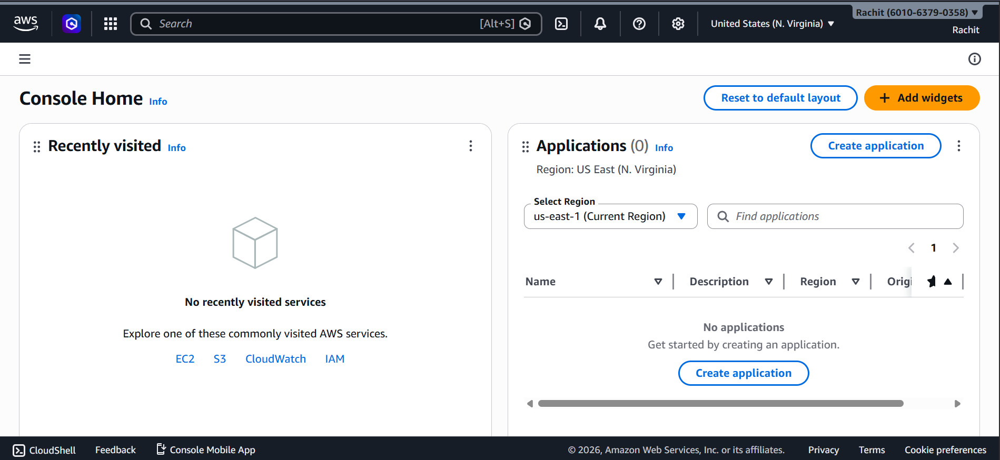 aws
Search
[Alt+S]
United States (N. Virginia)
Rachit (6010-6379-0358)
Rachit
Console Home
Info
Reset to default layout
+ Add widgets
Recently visited
Info
No recently visited services
Explore one of these commonly visited AWS services.
EC2 S3 CloudWatch IAM
Applications (0)
Info
Create application
Region: US East (N. Virginia)
Select Region
us-east-1 (Current Region)
Find applications
1
Name Description Region Origi
No applications
Get started by creating an application.
Create application
CloudShell Feedback Console Mobile App © 2026, Amazon Web Services, Inc. or its affiliates. Privacy Terms Cookie preferences